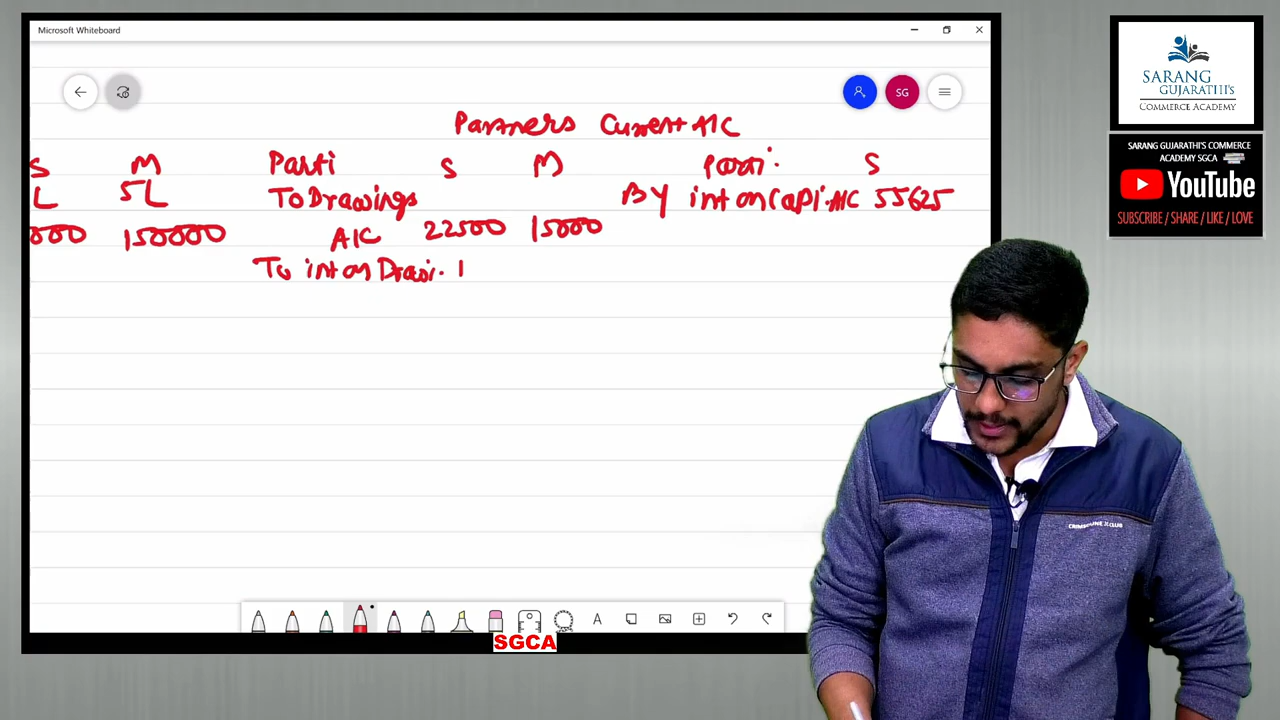 Microsoft Whiteboard
SG
Partners Current A/C
S M Parti S M Parti. S
L 5L To Drawings By int on Capi. A/C 55625
000 150000 A/C 22500 15000
To int on Drawi. 1
SGCA
SARANG
GUJARATHI'S
COMMERCE ACADEMY
SARANG GUJARATHI'S COMMERCE
ACADEMY SGCA
YouTube
SUBSCRIBE / SHARE / LIKE / LOVE